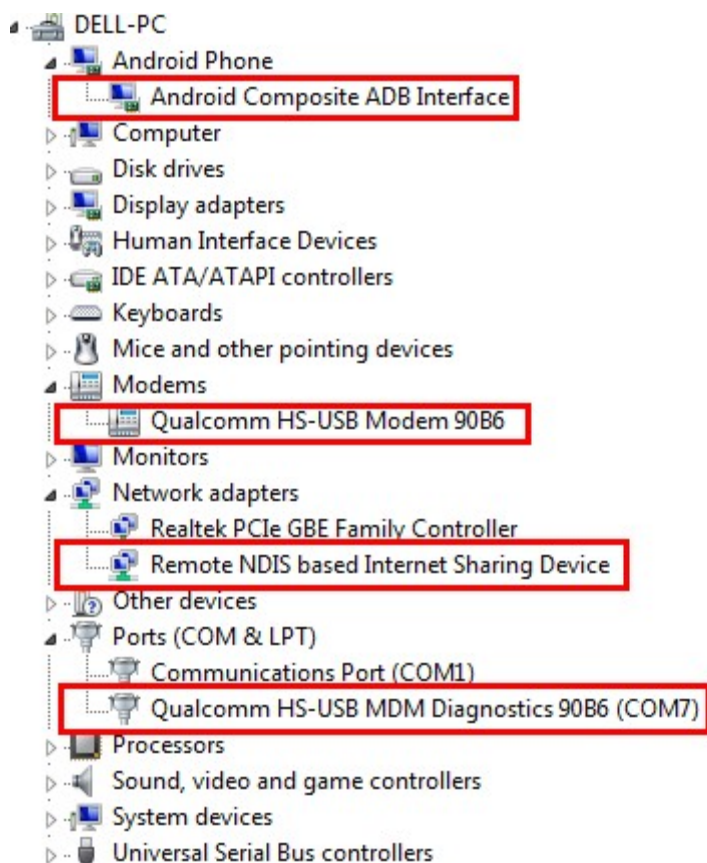 DELL-PC
Android Phone
Android Composite ADB Interface
Computer
Disk drives
Display adapters
Human Interface Devices
IDE ATA/ATAPI controllers
Keyboards
Mice and other pointing devices
Modems
Qualcomm HS-USB Modem 90B6
Monitors
Network adapters
Realtek PCIe GBE Family Controller
Remote NDIS based Internet Sharing Device
Other devices
Ports (COM & LPT)
Communications Port (COM1)
Qualcomm HS-USB MDM Diagnostics 90B6 (COM7)
Processors
Sound, video and game controllers
System devices
Universal Serial Bus controllers